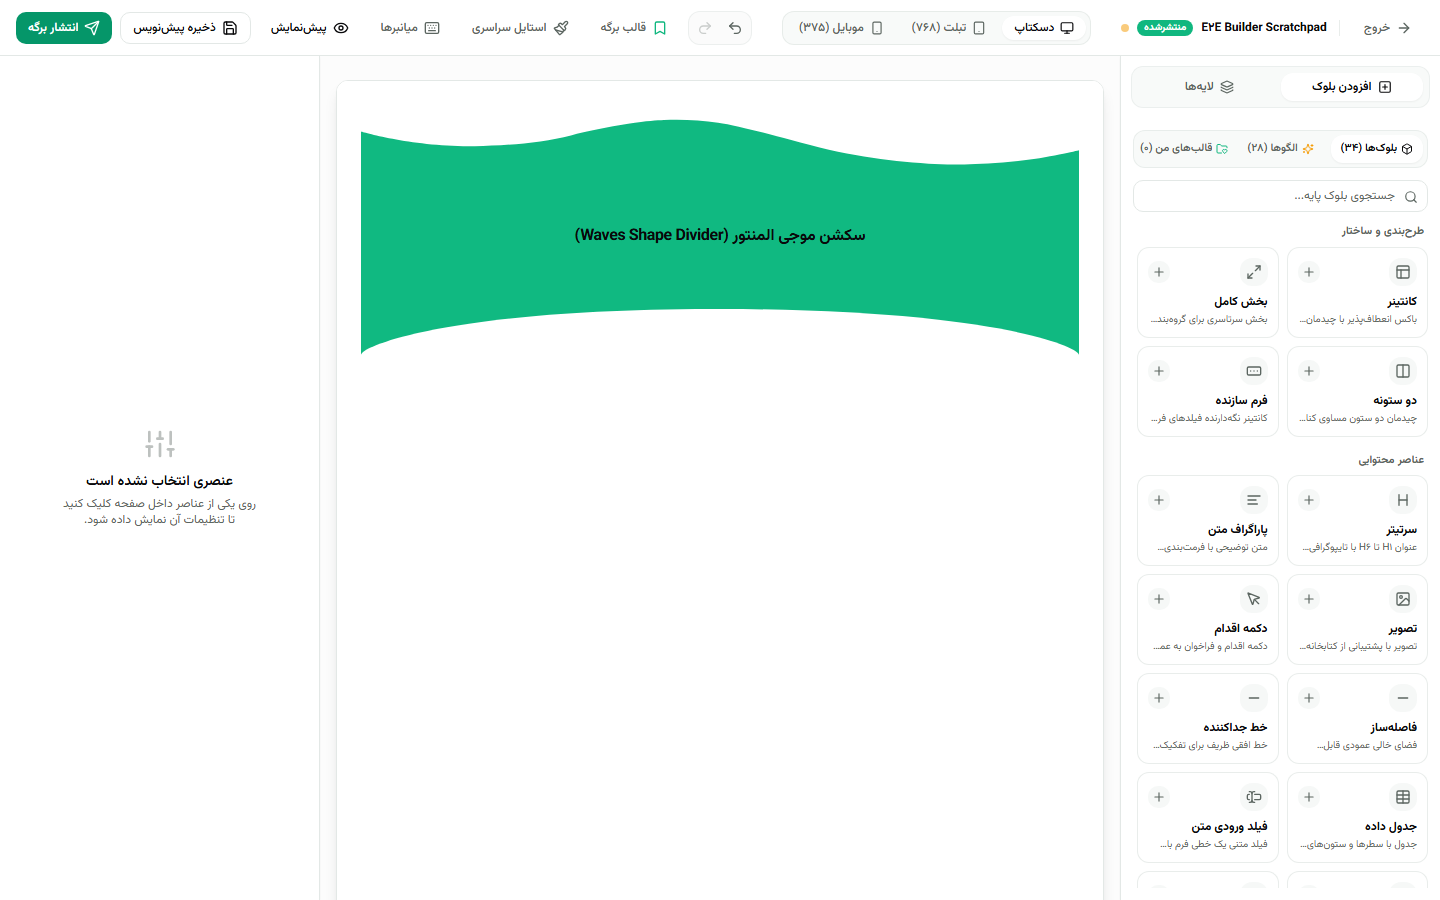 خروج
E۲E Builder Scratchpad
منتشرشده
دسکتاپ
تبلت (۷۶۸)
موبایل (۳۷۵)
قالب برگه
استایل سراسری
میانبرها
پیش‌نمایش
ذخیره پیش‌نویس
انتشار برگه
افزودن بلوک
لایه‌ها
بلوک‌ها (۳۴)
الگوها (۲۸)
قالب‌های من (۰)
جستجوی بلوک پایه...
طرح‌بندی و ساختار
کانتینر
باکس انعطاف‌پذیر با چیدمان...
بخش کامل
بخش سرتاسری برای گروه‌بند...
دو ستونه
چیدمان دو ستون مساوی کنا...
فرم سازنده
کانتینر نگه‌دارنده فیلدهای فر...
عناصر محتوایی
سرتیتر
عنوان H۱ تا H۶ با تایپوگرافی...
پاراگراف متن
متن توضیحی با فرمت‌بندی...
تصویر
تصویر با پشتیبانی از کتابخانه...
دکمه اقدام
دکمه اقدام و فراخوان به عمـ...
فاصله‌ساز
فضای خالی عمودی قابل...
خط جداکننده
خط افقی ظریف برای تفکیک...
جدول داده
جدول با سطرها و ستون‌های...
فیلد ورودی متن
فیلد متنی یک خطی فرم با...
سکشن موجی المنتور (Waves Shape Divider)
عنصری انتخاب نشده است
روی یکی از عناصر داخل صفحه کلیک کنید
تا تنظیمات آن نمایش داده شود.